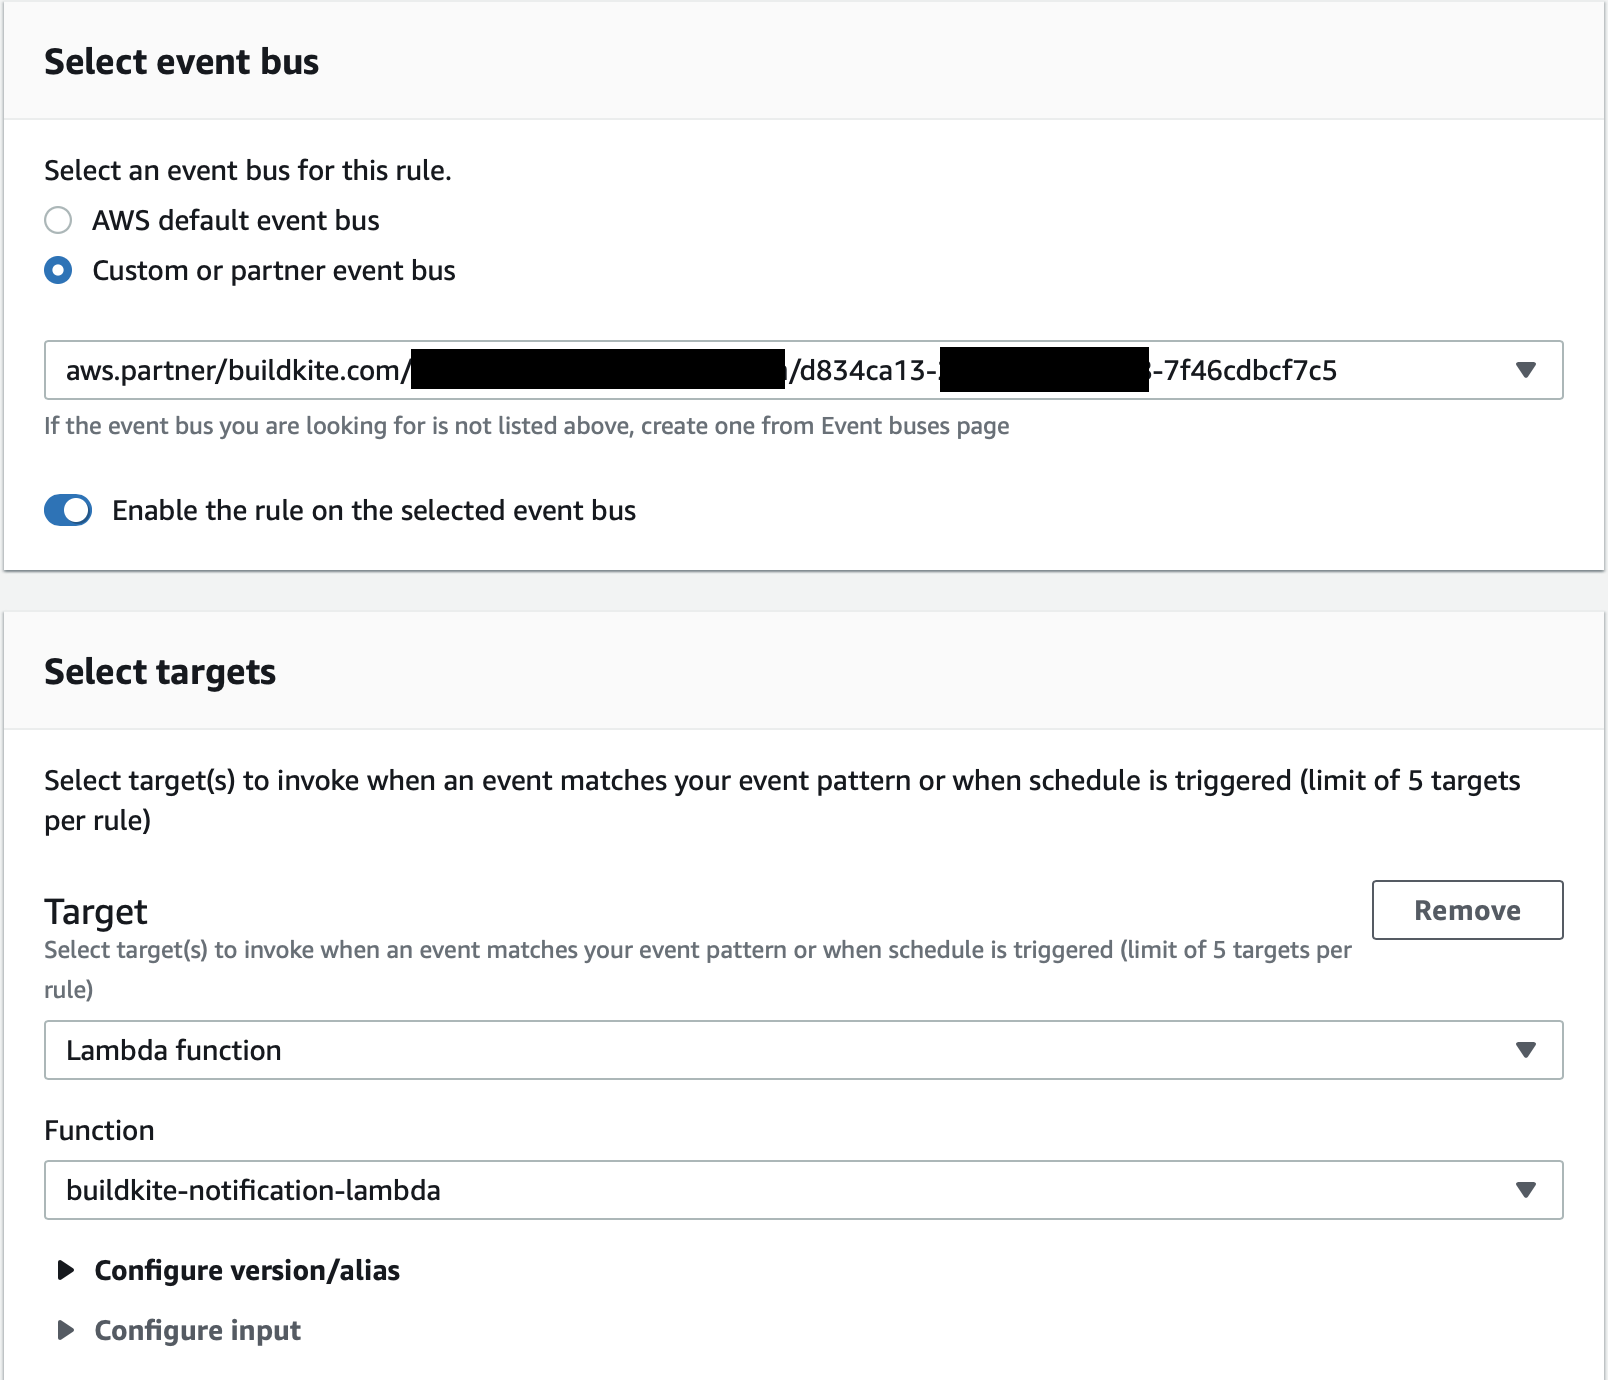 Select event bus
Select an event bus for this rule.
AWS default event bus
Custom or partner event bus
aws.partner/buildkite.com/ /d834ca13- -7f46cdbcf7c5
If the event bus you are looking for is not listed above, create one from Event buses page
Enable the rule on the selected event bus
Select targets
Select target(s) to invoke when an event matches your event pattern or when schedule is triggered (limit of 5 targets
per rule)
Target
Remove
Select target(s) to invoke when an event matches your event pattern or when schedule is triggered (limit of 5 targets per
rule)
Lambda function
Function
buildkite-notification-lambda
Configure version/alias
Configure input